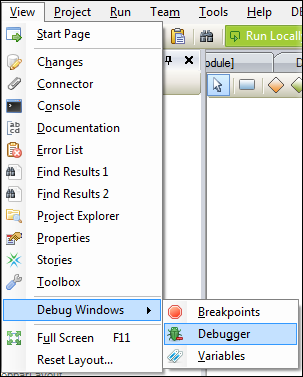 View Project Run Team Tools Help
Start Page
Run Locall
Changes
odule]
D
Connector
Console
Documentation
Error List
Find Results 1
Find Results 2
Project Explorer
Properties
Stories
Toolbox
Debug Windows
Breakpoints
Full Screen F11
Debugger
Reset Layout...
Variables